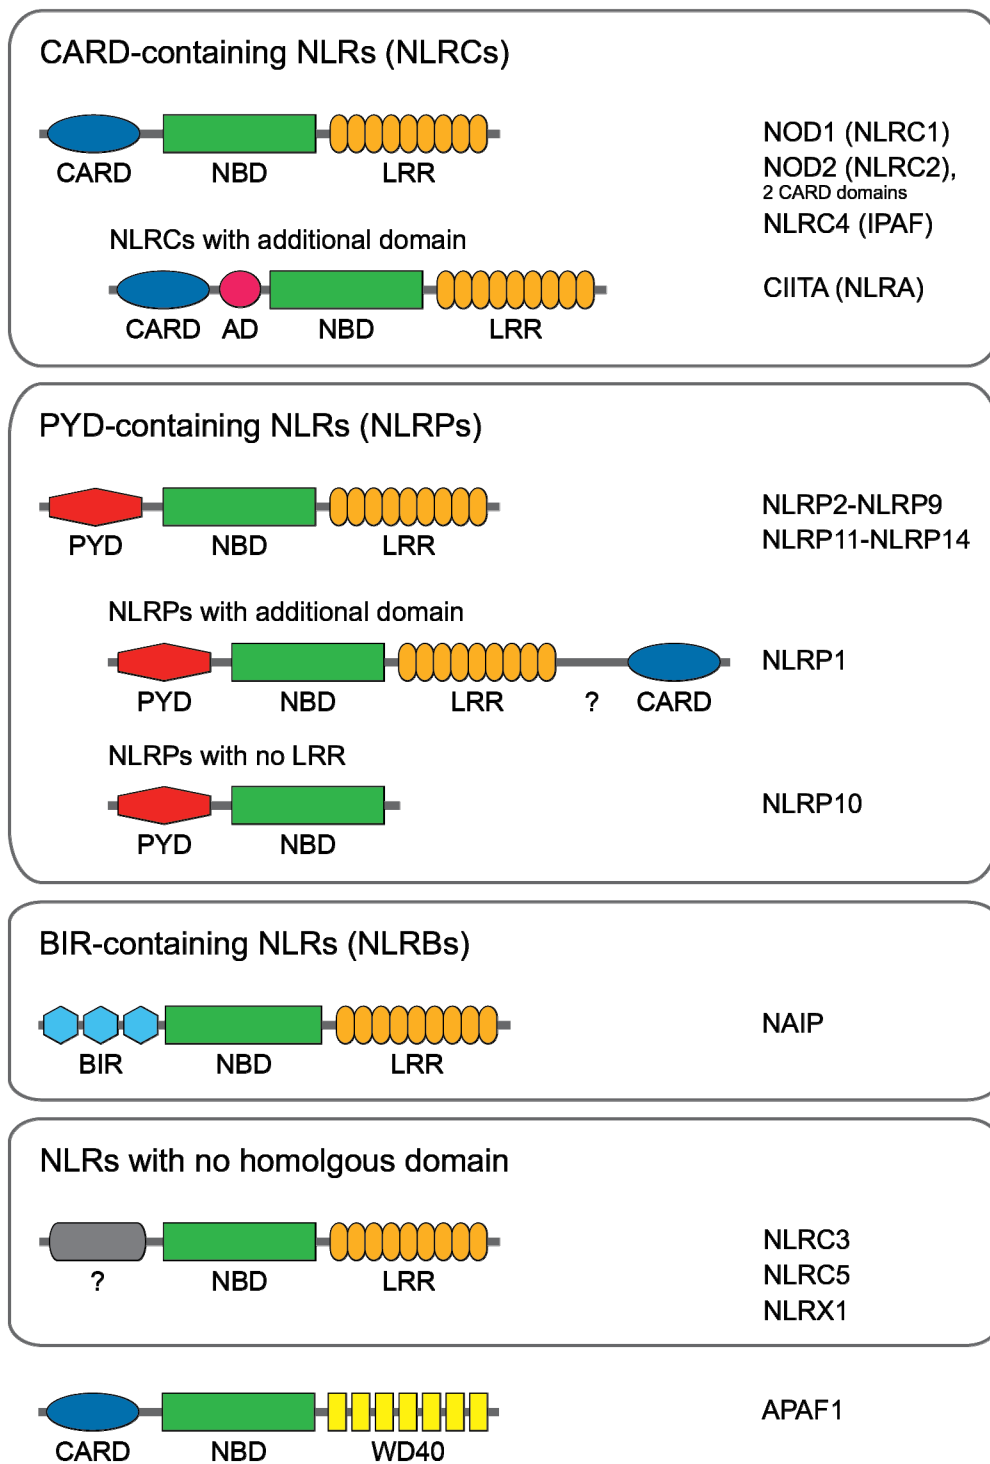 CARD-containing NLRs (NLRCs)
CARD NBD LRR
NOD1 (NLRC1)
NOD2 (NLRC2),
2 CARD domains
NLRC4 (IPAF)
NLRCs with additional domain
CARD AD NBD LRR
CIITA (NLRA)
PYD-containing NLRs (NLRPs)
PYD NBD LRR
NLRP2-NLRP9
NLRP11-NLRP14
NLRPs with additional domain
PYD NBD LRR ? CARD
NLRP1
NLRPs with no LRR
PYD NBD
NLRP10
BIR-containing NLRs (NLRBs)
BIR NBD LRR
NAIP
NLRs with no homolgous domain
? NBD LRR
NLRC3
NLRC5
NLRX1
CARD NBD WD40
APAF1